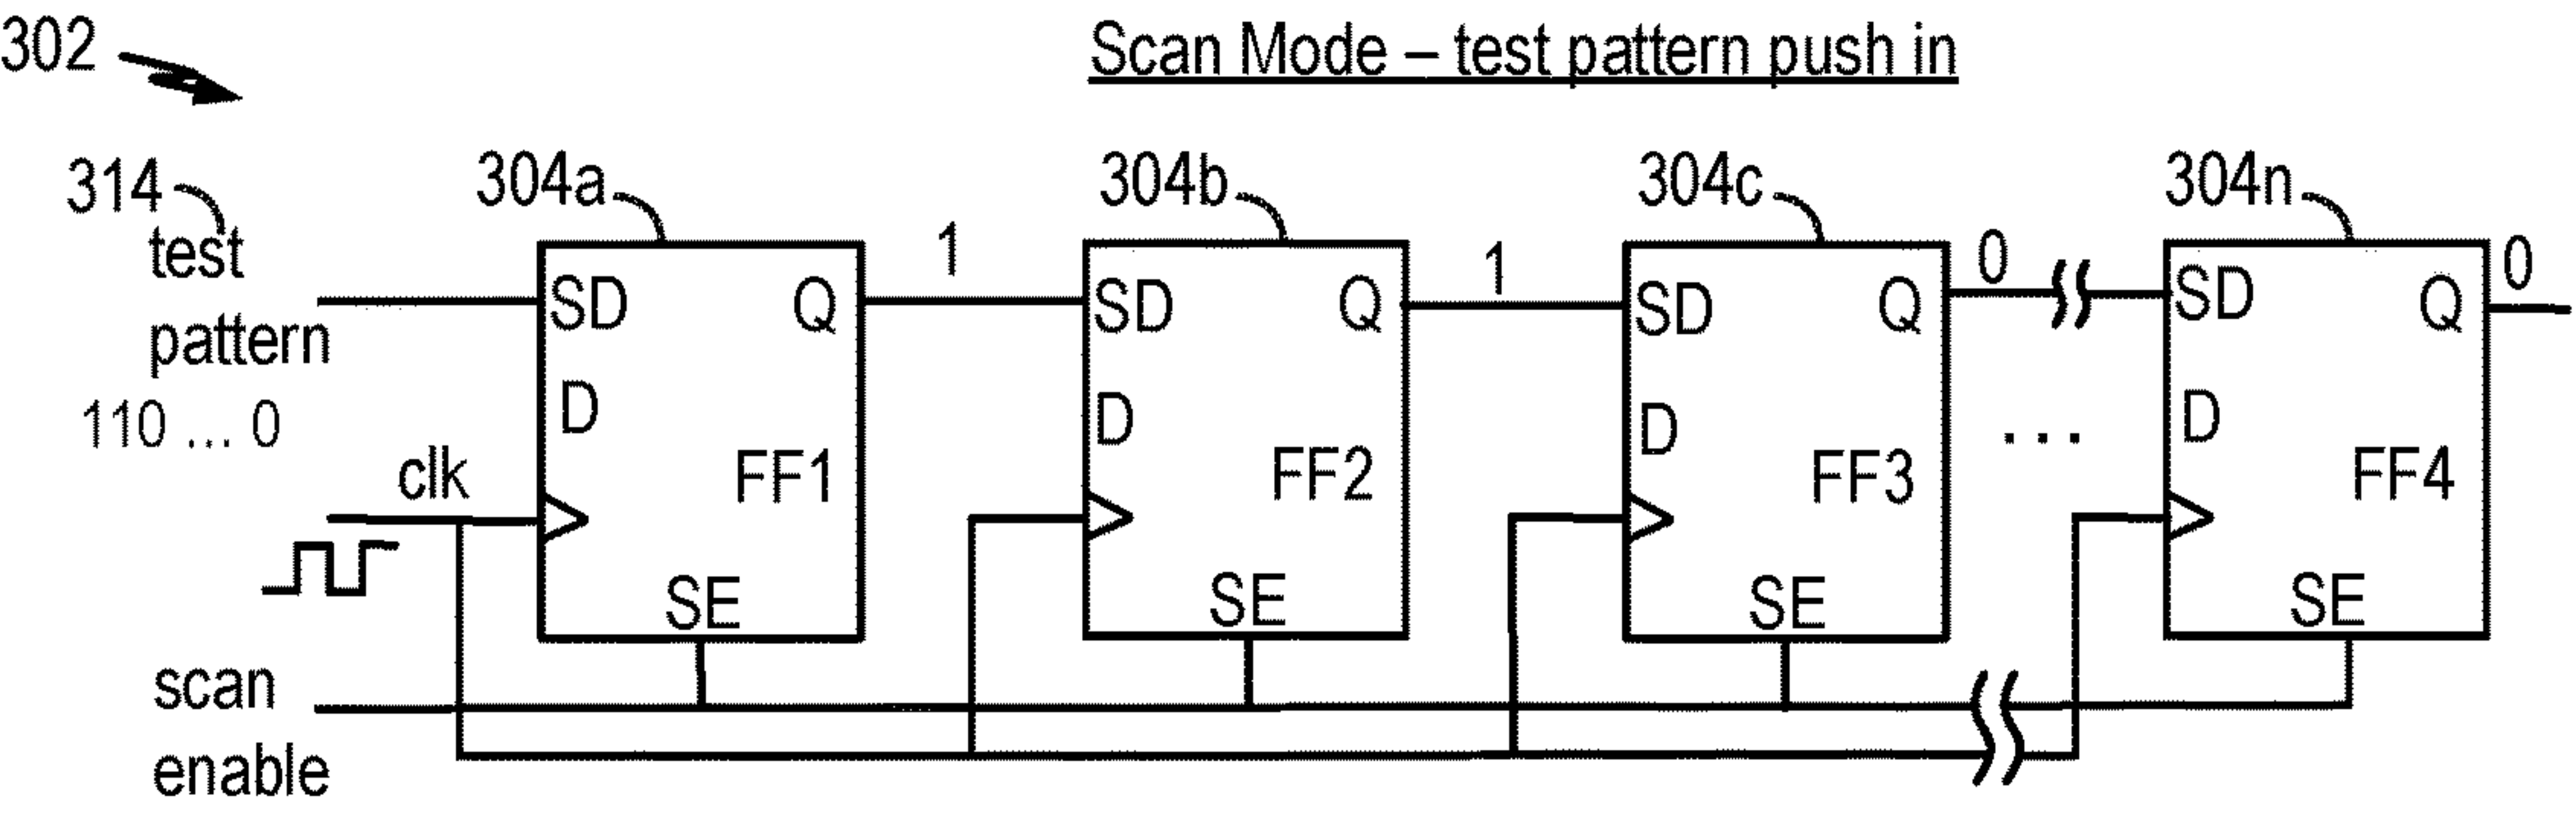 302
Scan Mode – test pattern push in
314
304a
304b
304c
304n
test
pattern
110 ... 0
1
1
0
0
SD Q
D
FF1
SE
SD Q
D
FF2
SE
SD Q
D
FF3
SE
...
SD Q
D
FF4
SE
clk
scan
enable